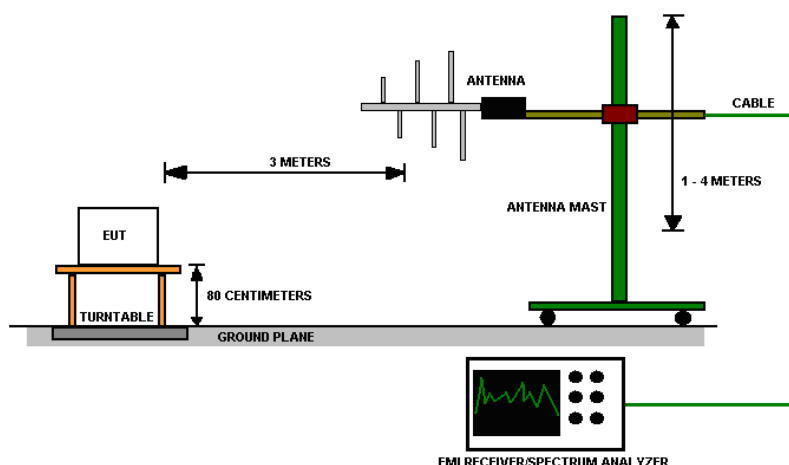 ANTENNA
CABLE
3 METERS
1 - 4 METERS
ANTENNA MAST
EUT
80 CENTIMETERS
TURNTABLE
GROUND PLANE
EMI RECEIVER/SPECTRUM ANALYZER